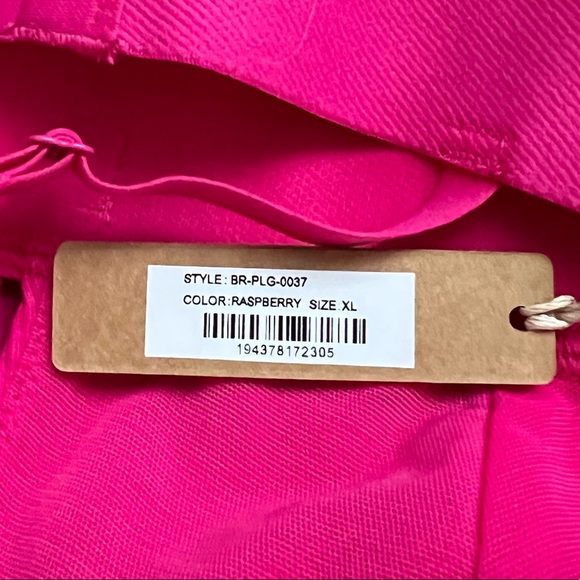 STYLE: BR-PLG-0037
COLOR:RASPBERRY SIZE:XL
194378172305